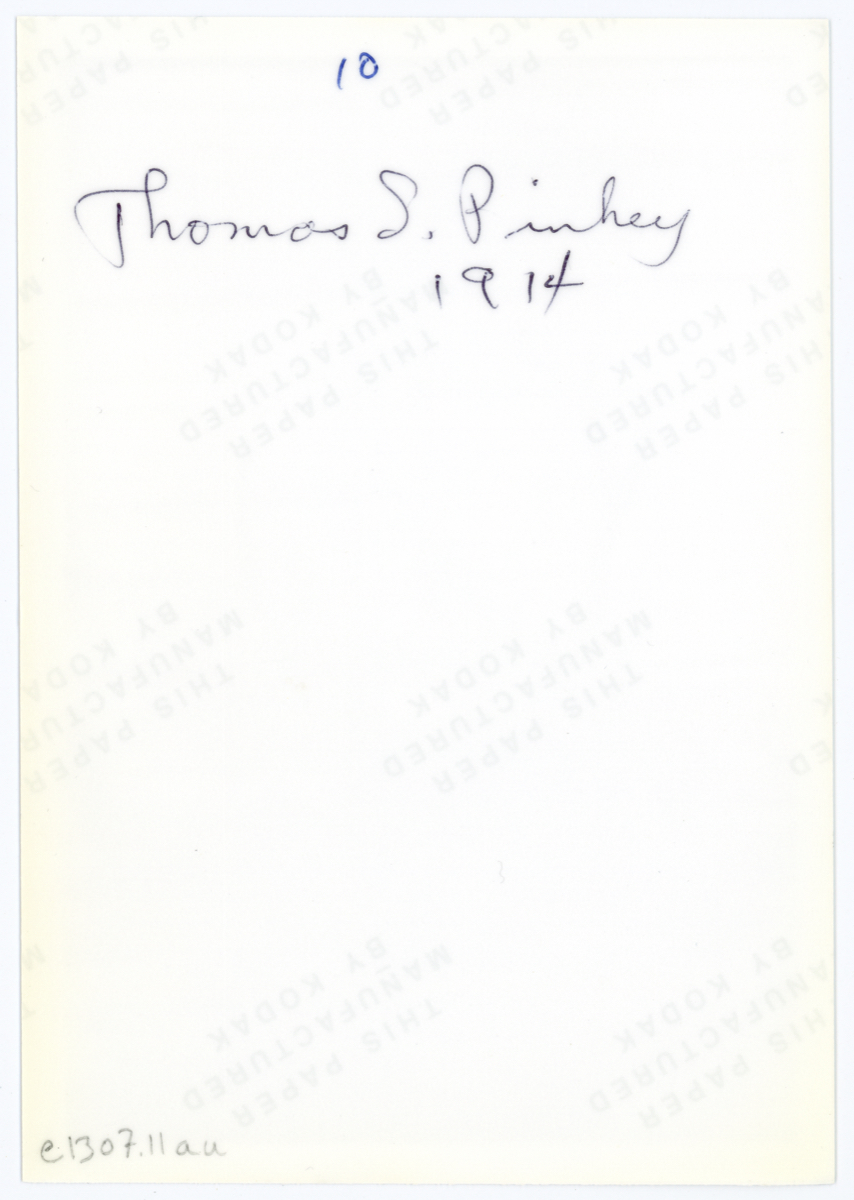 10
Thomas S. Pinkey
1914
THIS PAPER
MANUFACTURED
BY KODAK
e1307.11au